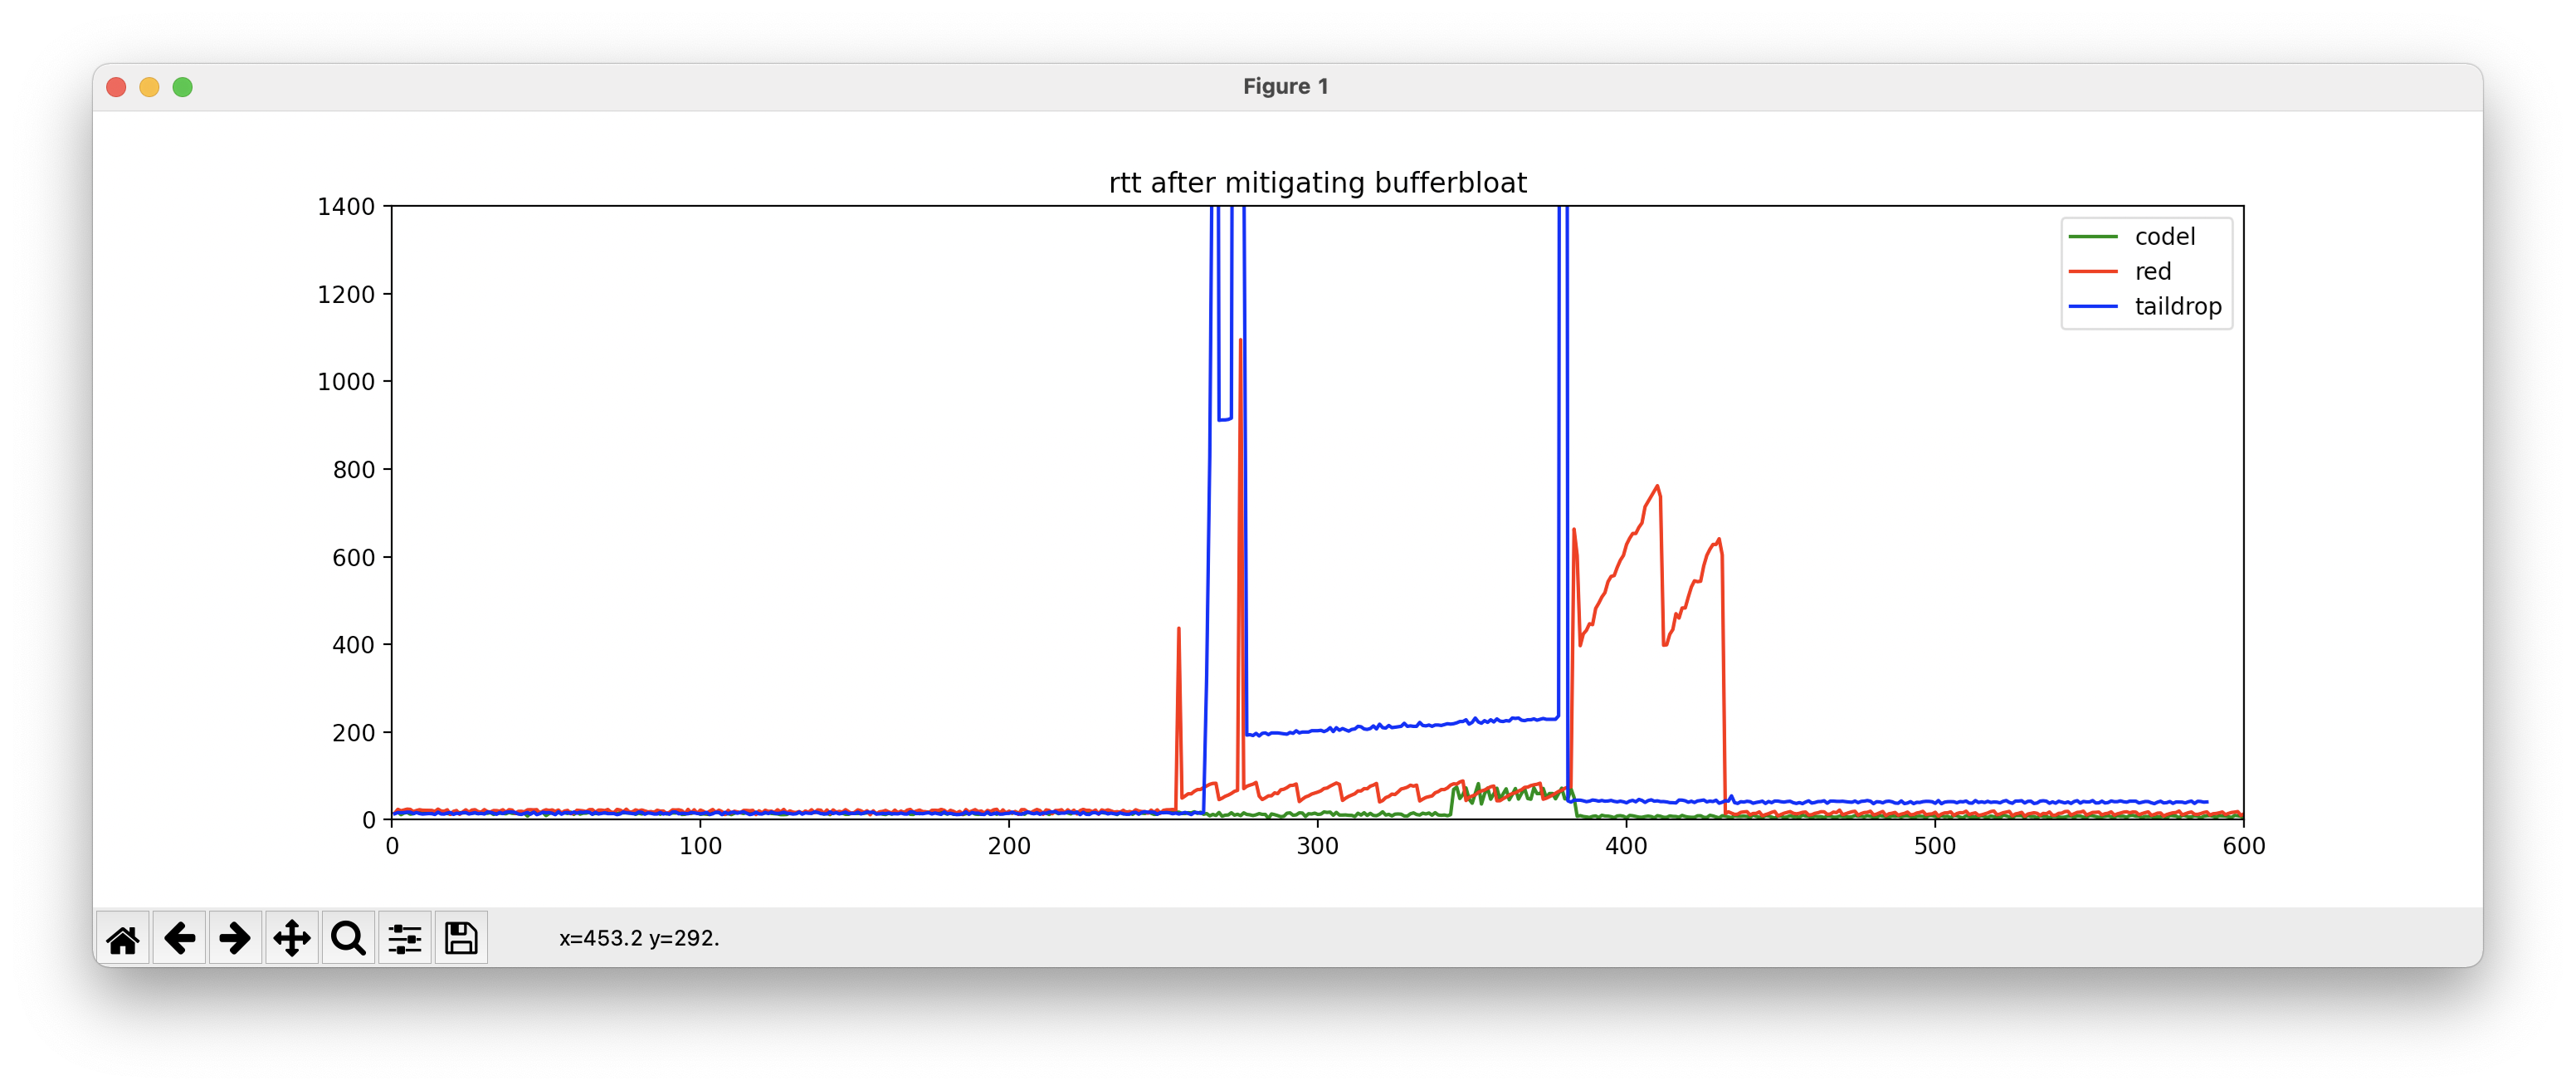 Figure 1
rtt after mitigating bufferbloat
1400
1200
1000
800
600
400
200
0
0 100 200 300 400 500 600
codel
red
taildrop
x=453.2 y=292.